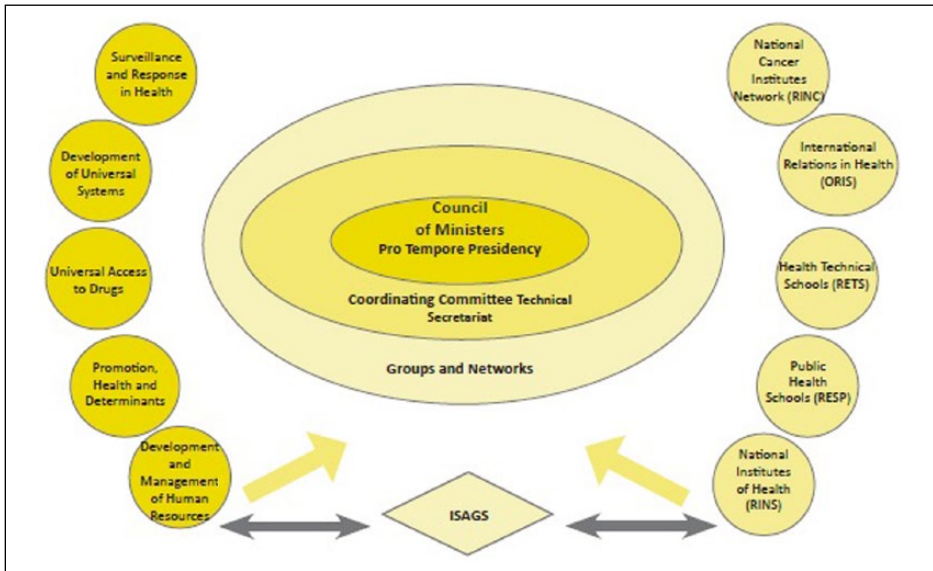 Surveillance
and Response
in Health
Development
of Universal
Systems
Universal Access
to Drugs
Promotion,
Health and
Determinants
Development
and
Management
of Human
Resources
Council
of Ministers
Pro Tempore Presidency
Coordinating Committee Technical
Secretariat
Groups and Networks
ISAGS
National
Cancer
Institutes
Network (RINC)
International
Relations in Health
(ORIS)
Health Technical
Schools (RETS)
Public
Health
Schools (RESP)
National
Institutes
of Health
(RINS)